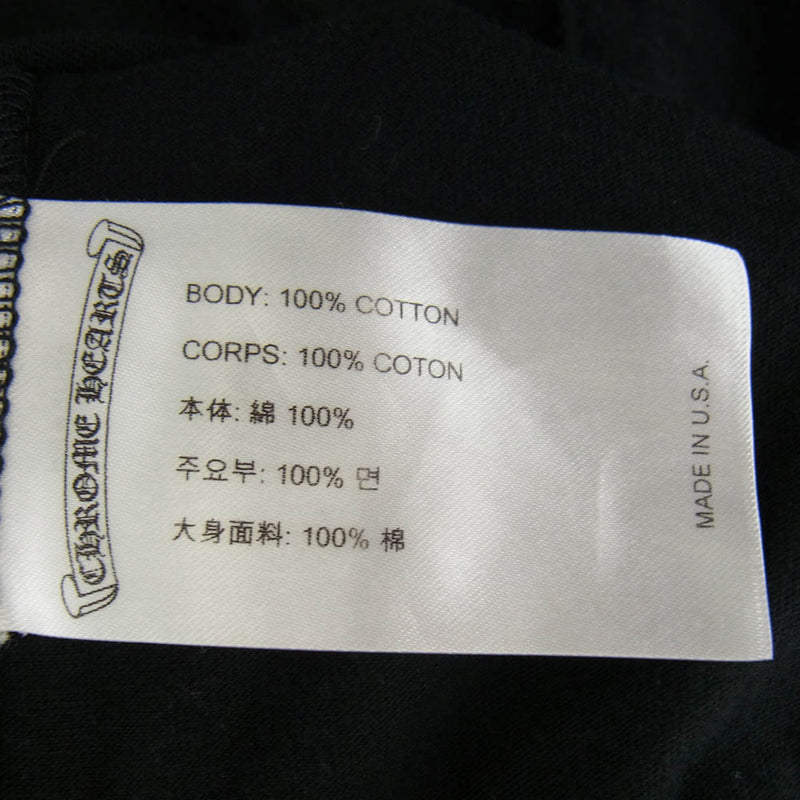 CHROME HEARTS
BODY: 100% COTTON
CORPS: 100% COTON
本体: 綿 100%
주요부: 100% 면
大身面料: 100% 棉
MADE IN U.S.A.